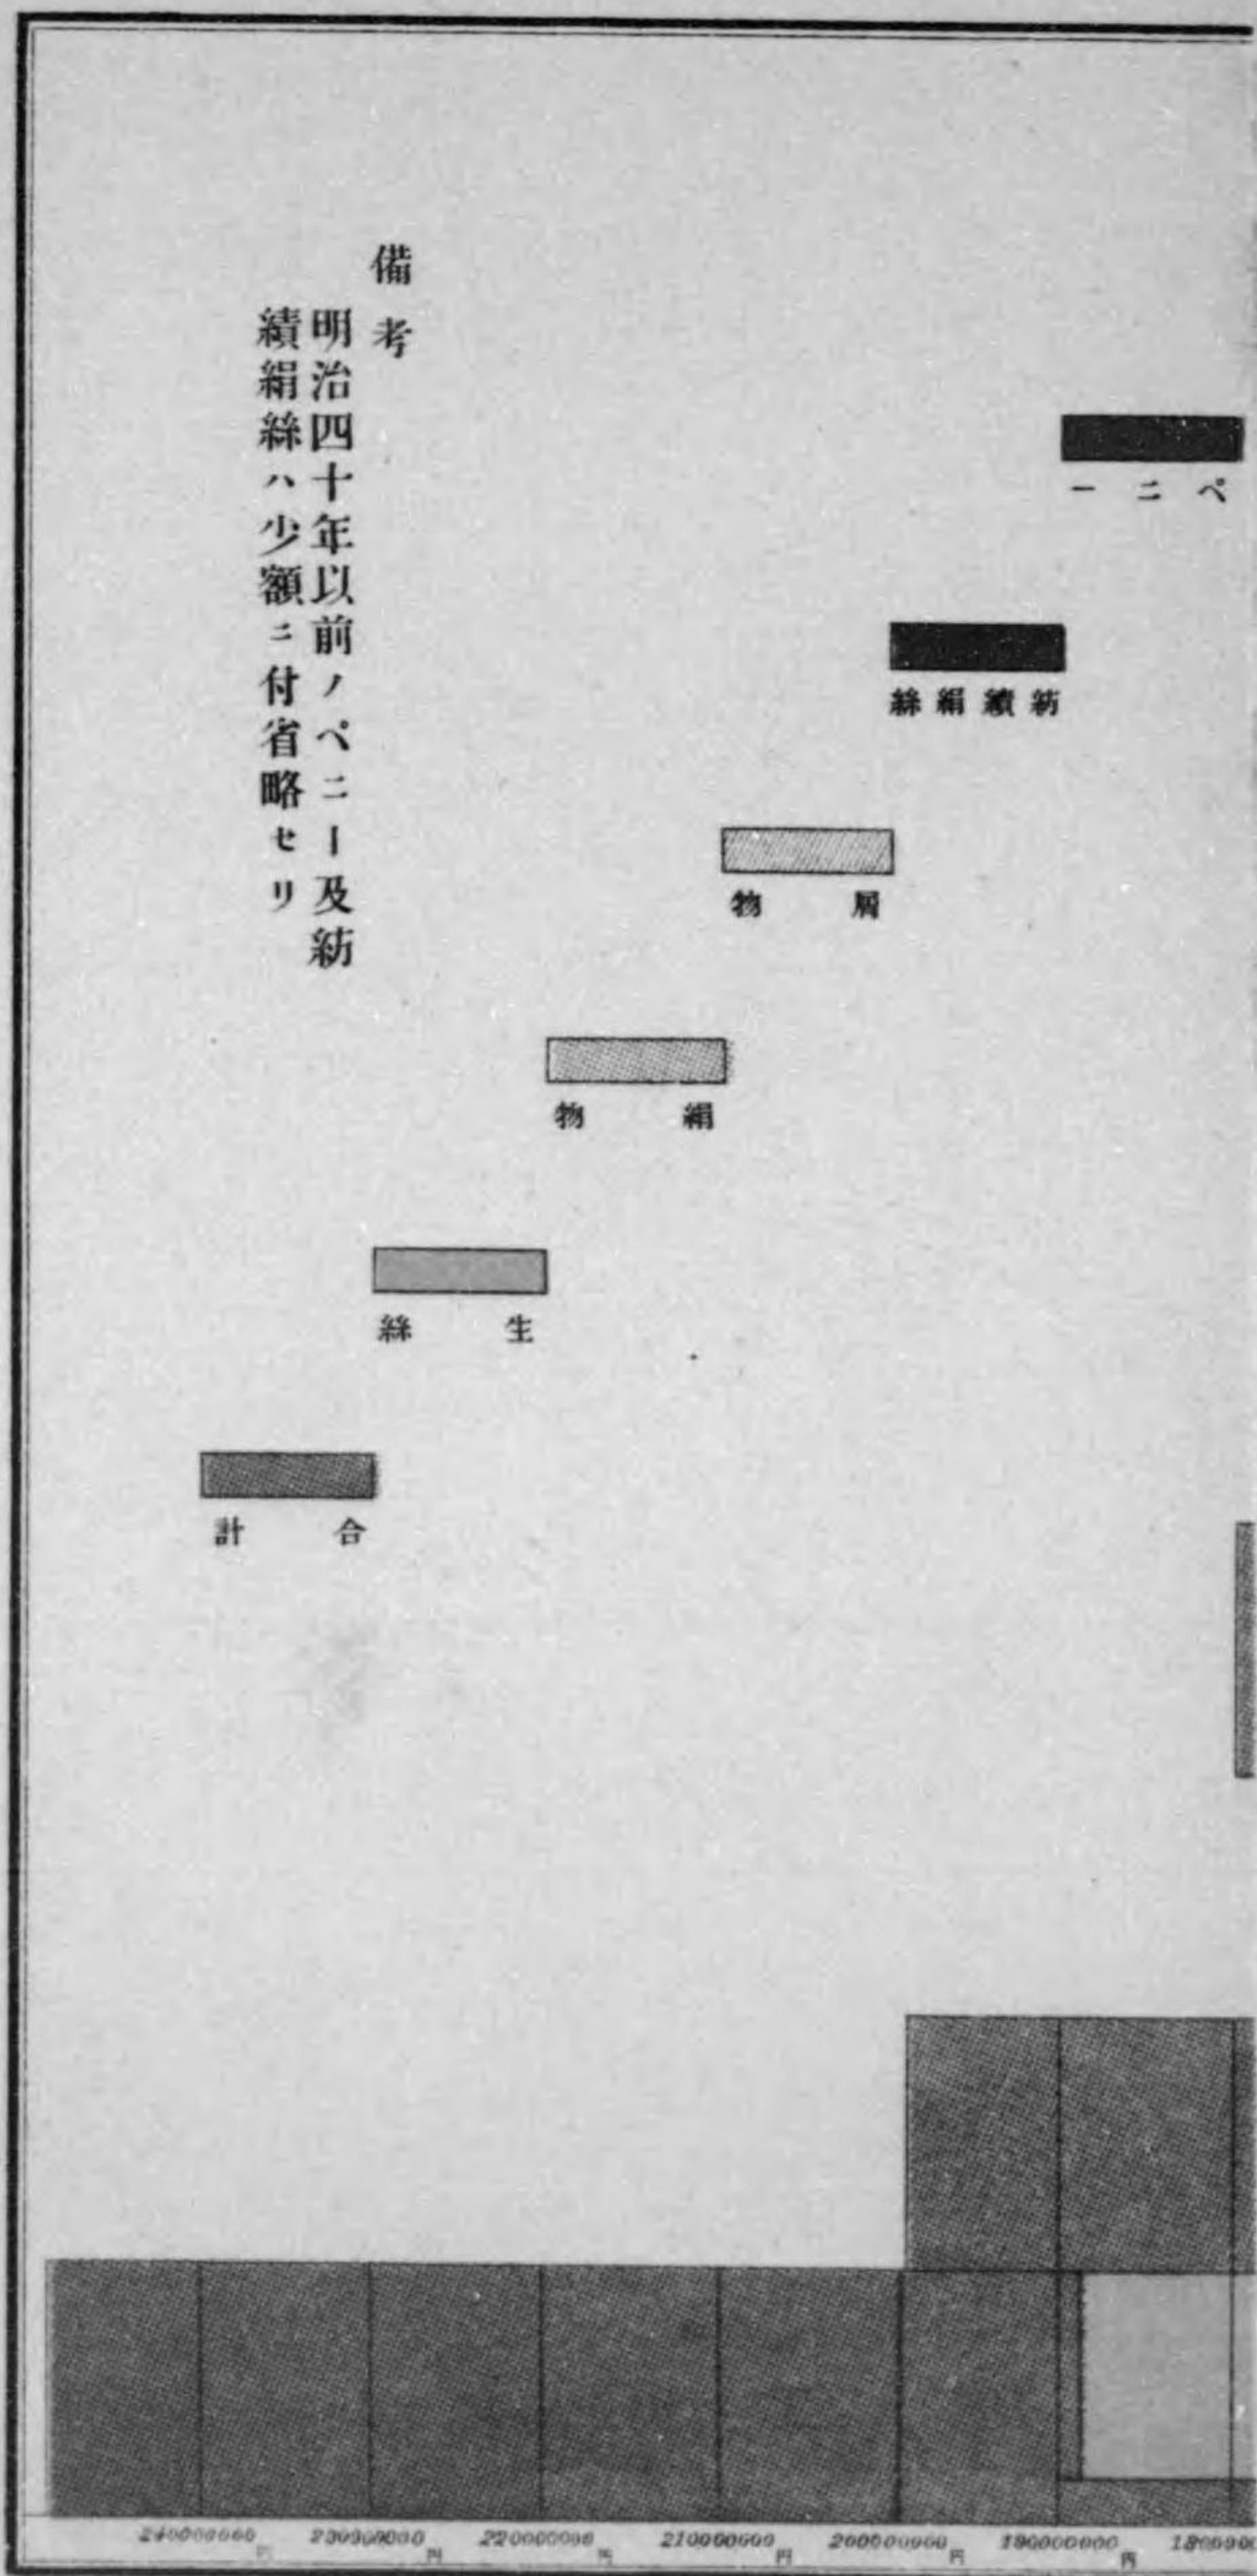 備考
明治四十年以前ノペニー及紡
績絹絲ハ少額ニ付省略セリ
ペニー
紡績絹絲
屑物
絹物
生絲
合計
240000000円 230000000円 220000000円 210000000円 200000000円 190000000円